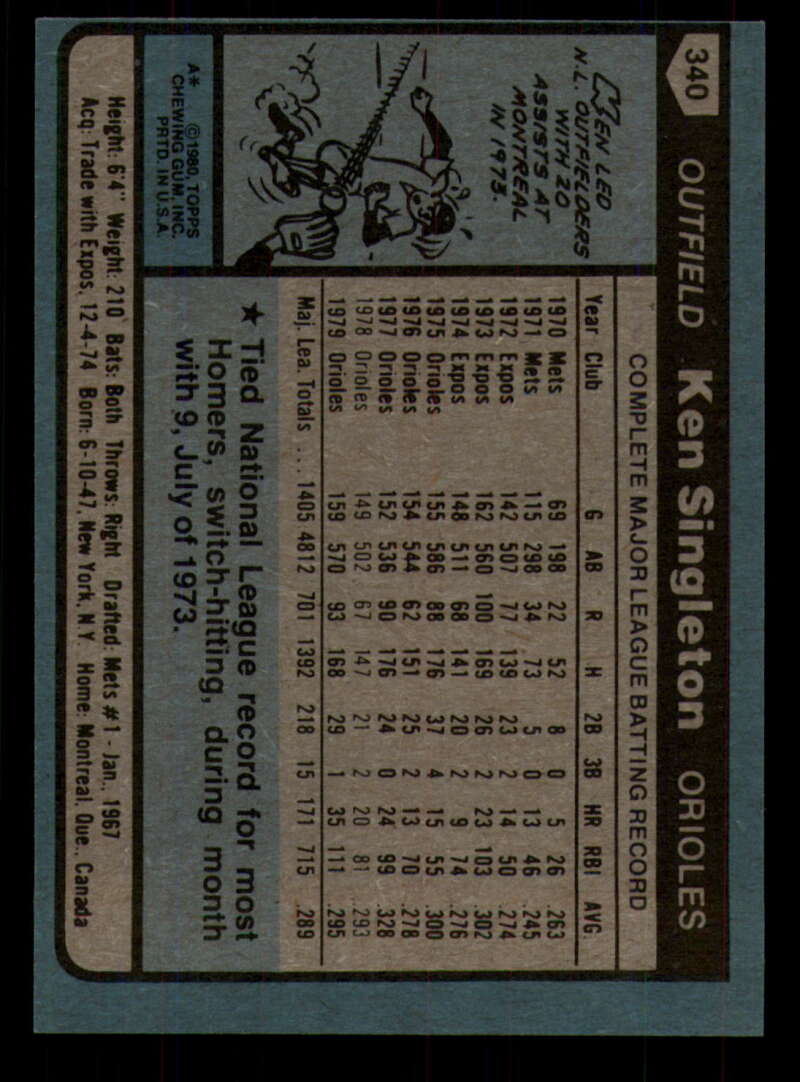 340 OUTFIELD Ken Singleton ORIOLES
KEN LED
N.L. OUTFIELDERS
WITH 20
ASSISTS AT
MONTREAL
IN 1973.
A* ©1980, TOPPS
CHEWING GUM, INC.
PRTD. IN U.S.A.
COMPLETE MAJOR LEAGUE BATTING RECORD
Year Club G AB R H 2B 3B HR RBI AVG
1970 Mets 69 198 22 52 8 0 5 26 .263
1971 Mets 115 298 34 73 5 0 13 46 .245
1972 Expos 142 507 77 139 23 2 14 50 .274
1973 Expos 162 560 100 169 26 2 23 103 .302
1974 Expos 148 511 68 141 20 2 9 74 .276
1975 Orioles 155 586 88 176 37 4 15 55 .300
1976 Orioles 154 544 62 151 25 2 13 70 .278
1977 Orioles 152 536 90 176 24 0 24 99 .328
1978 Orioles 149 502 67 147 21 2 20 81 .293
1979 Orioles 159 570 93 168 29 1 35 111 .295
Maj. Lea. Totals ... 1405 4812 701 1392 218 15 171 715 .289
★ Tied National League record for most
Homers, switch-hitting, during month
with 9, July of 1973.
Height: 6'4" Weight: 210 Bats: Both Throws: Right Drafted: Mets #1 - Jan., 1967
Acq: Trade with Expos, 12-4-74 Born: 6-10-47, New York, N.Y. Home: Montreal, Que., Canada